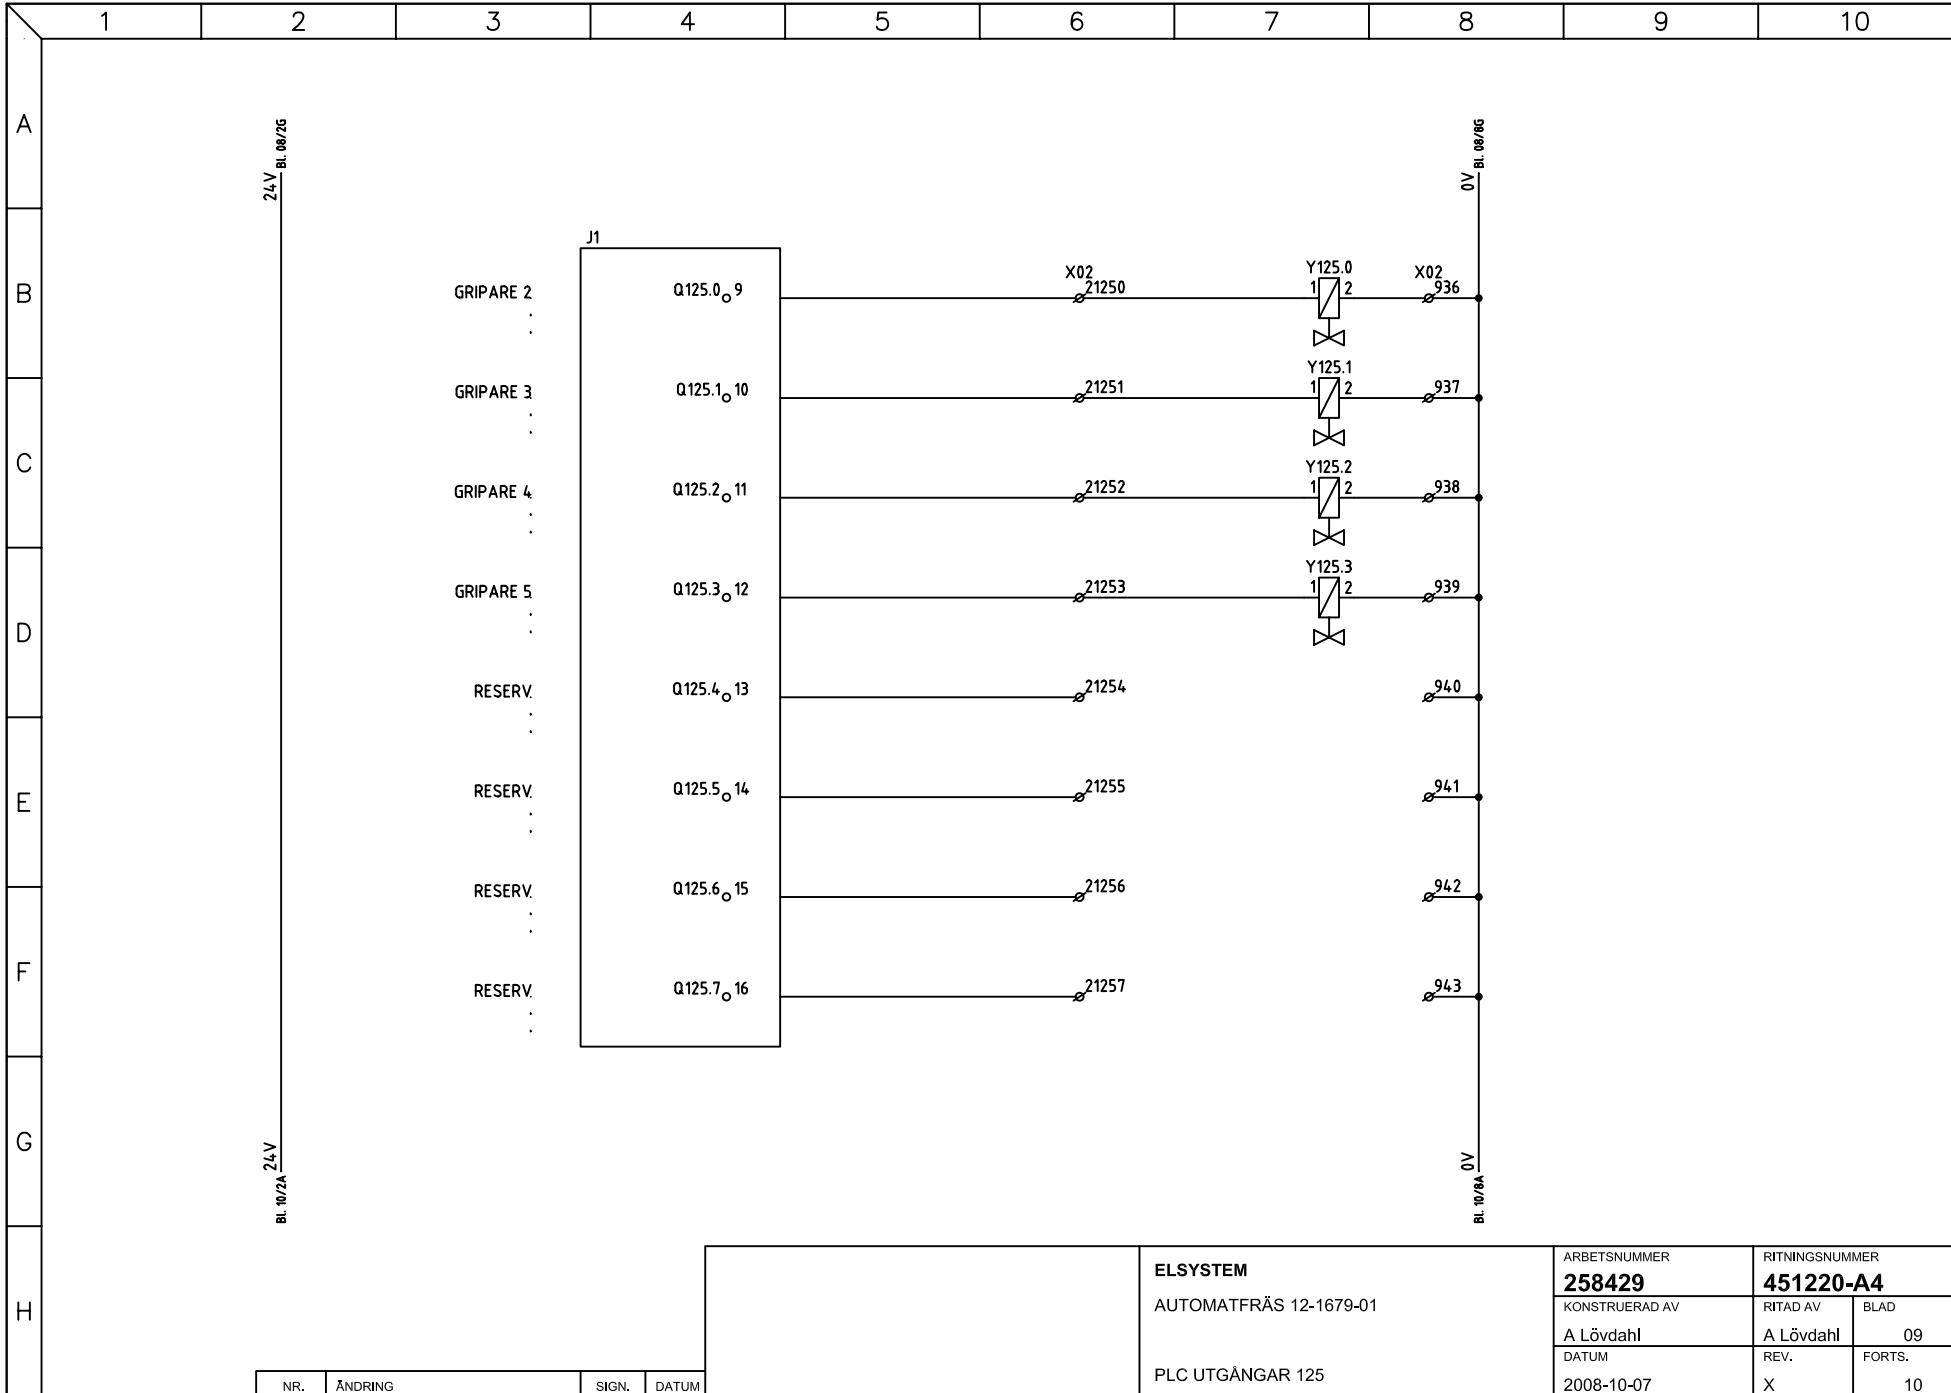 1 2 3 4 5 6 7 8 9 10
A
24V Bl. 08/2G
0V Bl. 08/8G
J1
B
GRIPARE 2 Q125.0 9 X02 21250 Y125.0 1 2 X02 936
GRIPARE 3 Q125.1 10 21251 Y125.1 1 2 937
C
GRIPARE 4 Q125.2 11 21252 Y125.2 1 2 938
GRIPARE 5 Q125.3 12 21253 Y125.3 1 2 939
D
RESERV. Q125.4 13 21254 940
E
RESERV. Q125.5 14 21255 941
RESERV. Q125.6 15 21256 942
F
RESERV. Q125.7 16 21257 943
G
24V Bl. 10/2A
0V Bl. 10/8A
H
ELSYSTEM
AUTOMATFRÄS 12-1679-01
PLC UTGÅNGAR 125
ARBETSNUMMER
258429
RITNINGSNUMMER
451220-A4
KONSTRUERAD AV
A Lövdahl
RITAD AV
A Lövdahl
BLAD
09
DATUM
2008-10-07
REV.
X
FORTS.
10
NR. ÄNDRING SIGN. DATUM